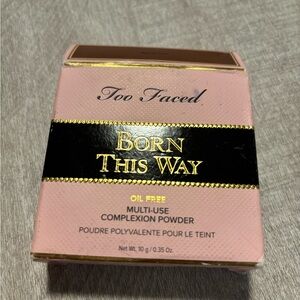 Too Faced
BORN
THIS WAY
OIL FREE
MULTI-USE
COMPLEXION POWDER
POUDRE POLYVALENTE POUR LE TEINT
Net Wt. 10 g / 0.35 Oz.